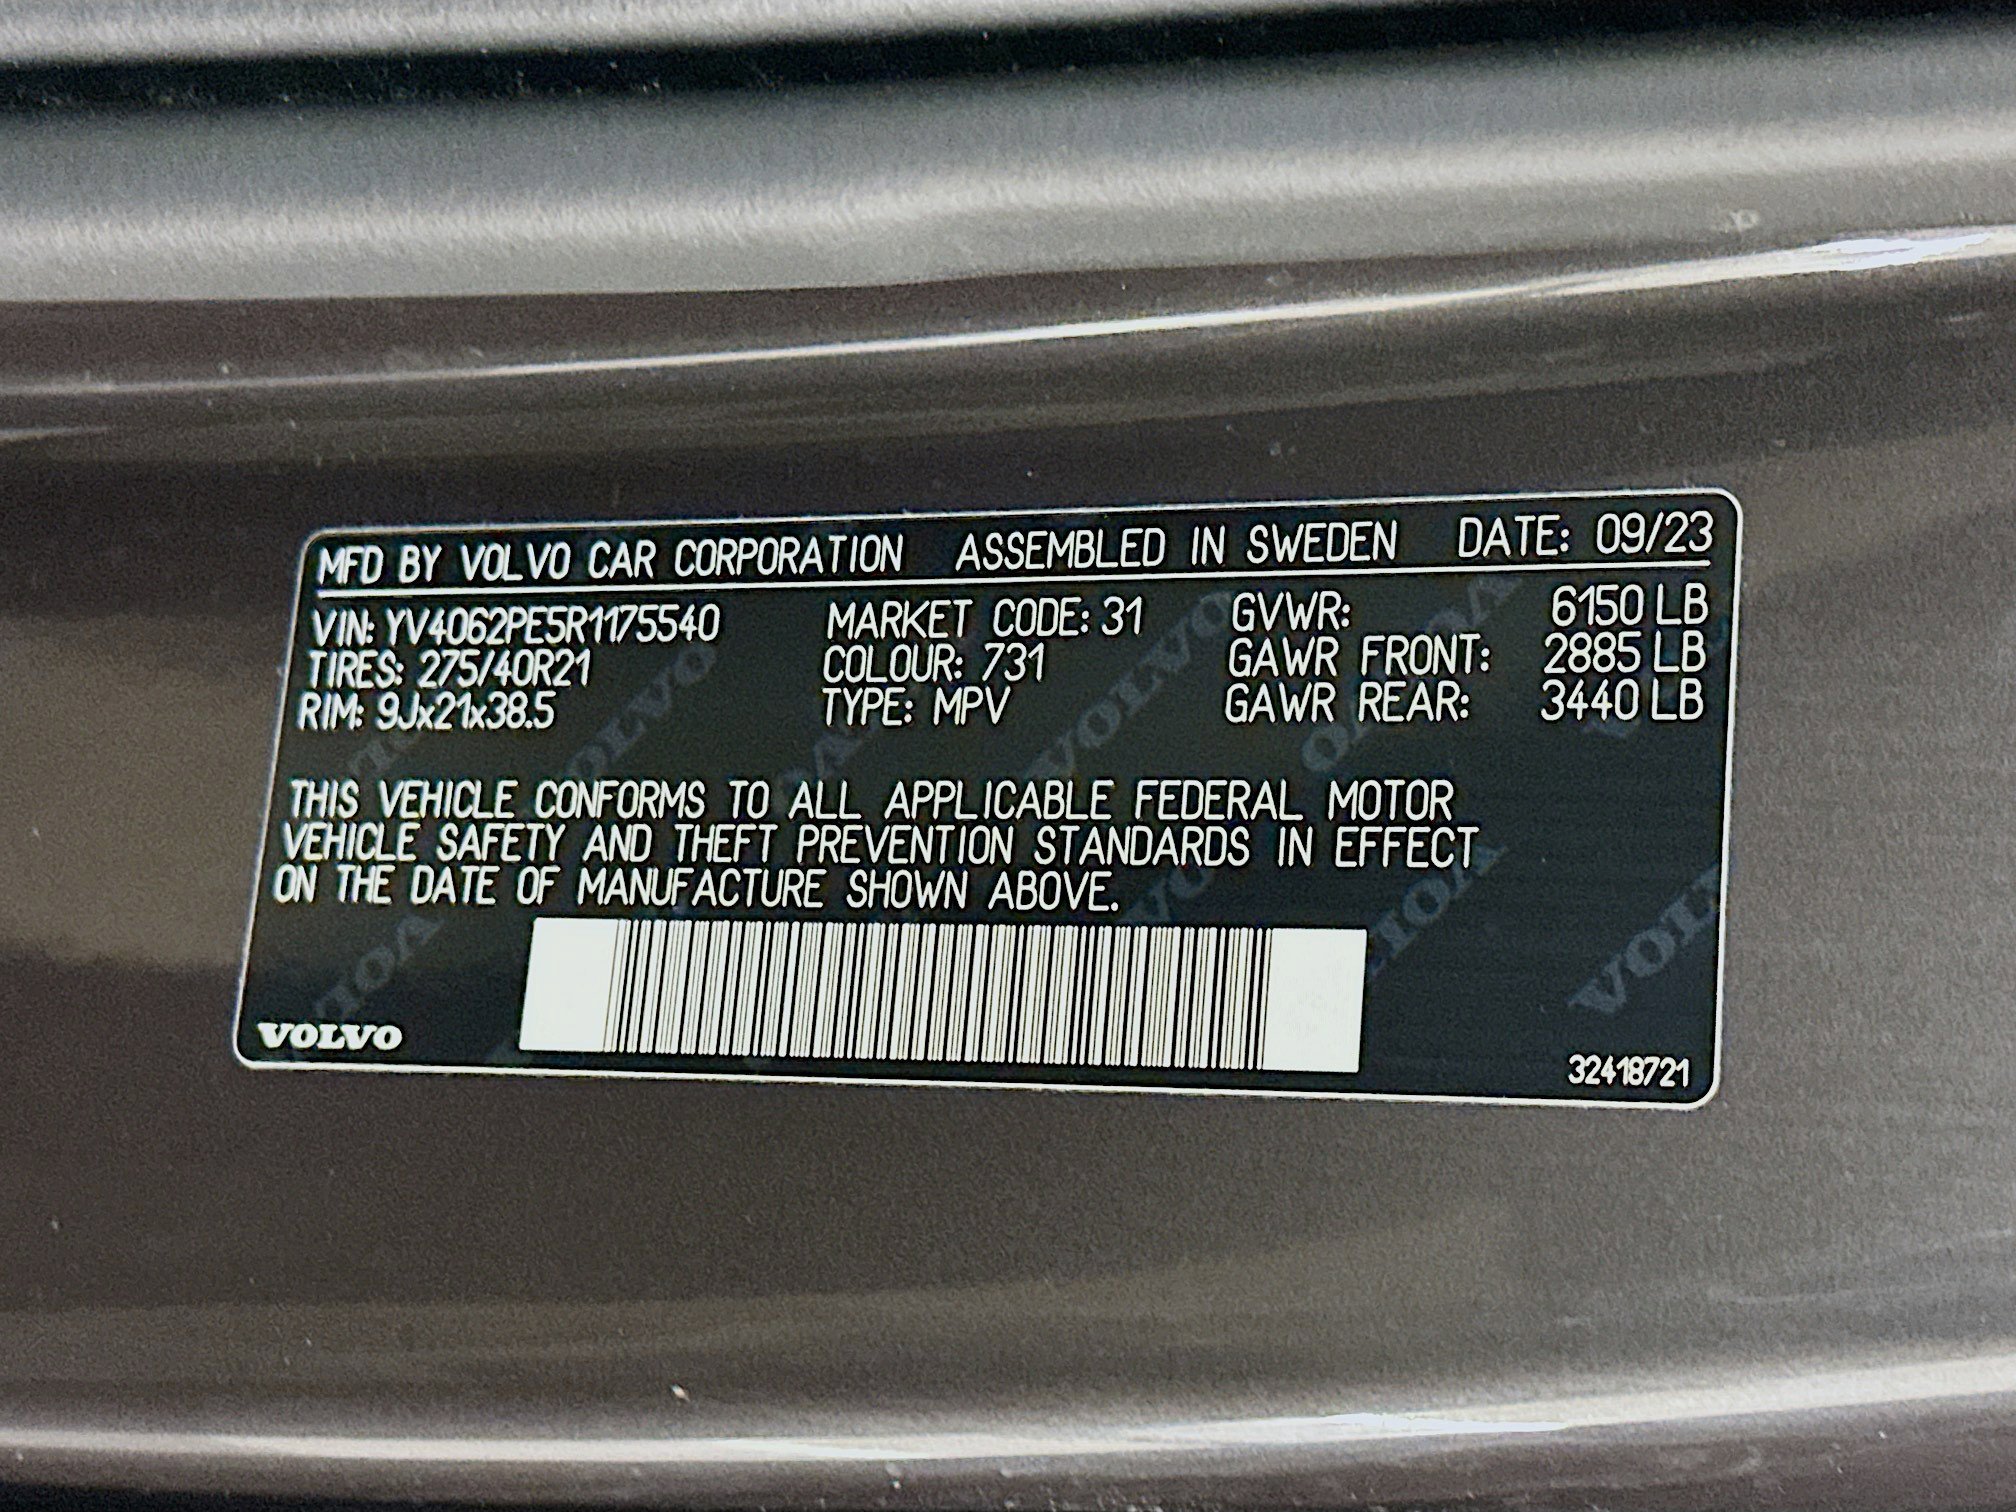 MFD BY VOLVO CAR CORPORATION ASSEMBLED IN SWEDEN DATE: 09/23
VIN: YV4062PE5R1175540 MARKET CODE: 31 GVWR: 6150 LB
TIRES: 275/40R21 COLOUR: 731 GAWR FRONT: 2885 LB
RIM: 9Jx21x38.5 TYPE: MPV GAWR REAR: 3440 LB
THIS VEHICLE CONFORMS TO ALL APPLICABLE FEDERAL MOTOR
VEHICLE SAFETY AND THEFT PREVENTION STANDARDS IN EFFECT
ON THE DATE OF MANUFACTURE SHOWN ABOVE.
VOLVO
32418721